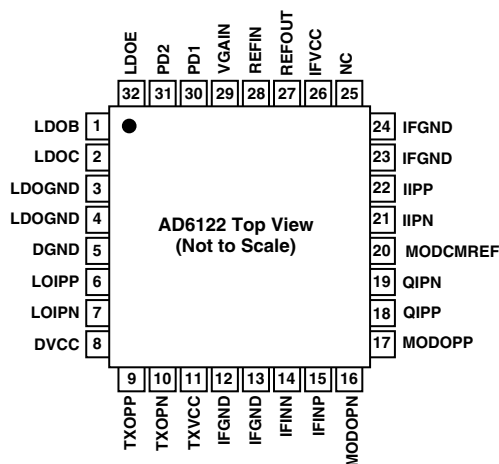 LDOE
PD2
PD1
VGAIN
REFIN
REFOUT
IFVCC
NC
32 31 30 29 28 27 26 25
LDOB 1
LDOC 2
LDOGND 3
LDOGND 4
DGND 5
LOIPP 6
LOIPN 7
DVCC 8
AD6122 Top View
(Not to Scale)
24 IFGND
23 IFGND
22 IIPP
21 IIPN
20 MODCMREF
19 QIPN
18 QIPP
17 MODOPP
9 10 11 12 13 14 15 16
TXOPP
TXOPN
TXVCC
IFGND
IFGND
IFINN
IFINP
MODOPN